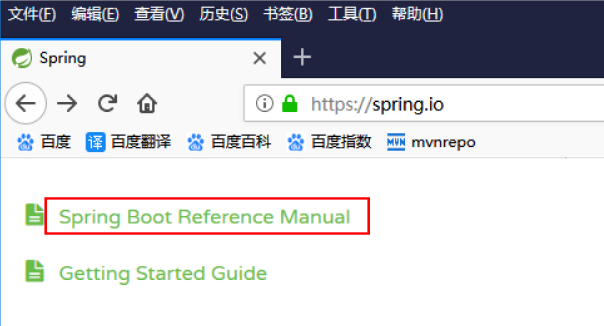 文件(F) 编辑(E) 查看(V) 历史(S) 书签(B) 工具(T) 帮助(H)
Spring
https://spring.io
百度 译 百度翻译 百度百科 百度指数 MVN mvnrepo
Spring Boot Reference Manual
Getting Started Guide